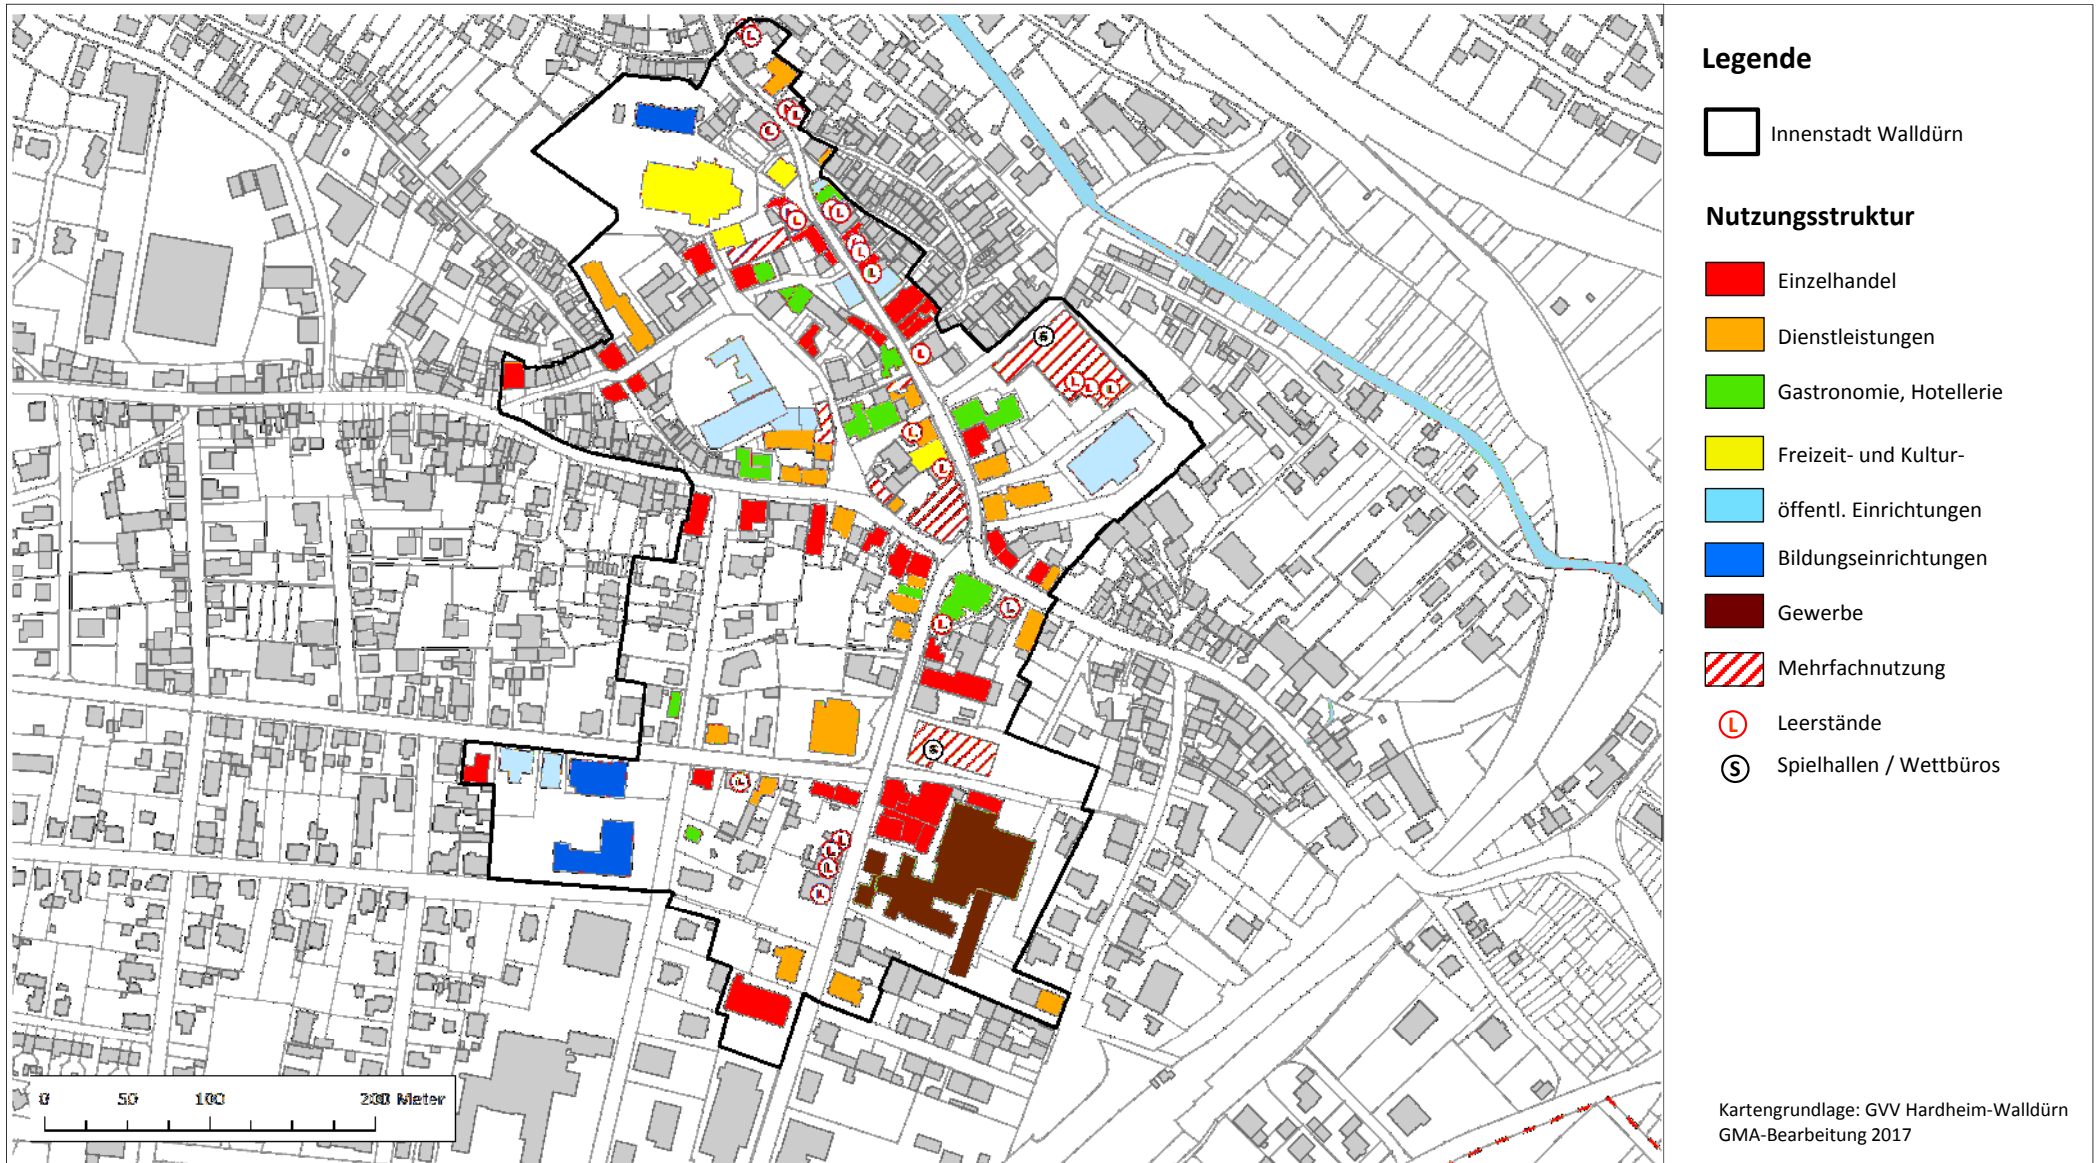 Legende
Innenstadt Walldürn
Nutzungsstruktur
Einzelhandel
Dienstleistungen
Gastronomie, Hotellerie
Freizeit- und Kultur-
öffentl. Einrichtungen
Bildungseinrichtungen
Gewerbe
Mehrfachnutzung
L Leerstände
S Spielhallen / Wettbüros
0 50 100 200 Meter
Kartengrundlage: GVV Hardheim-Walldürn
GMA-Bearbeitung 2017